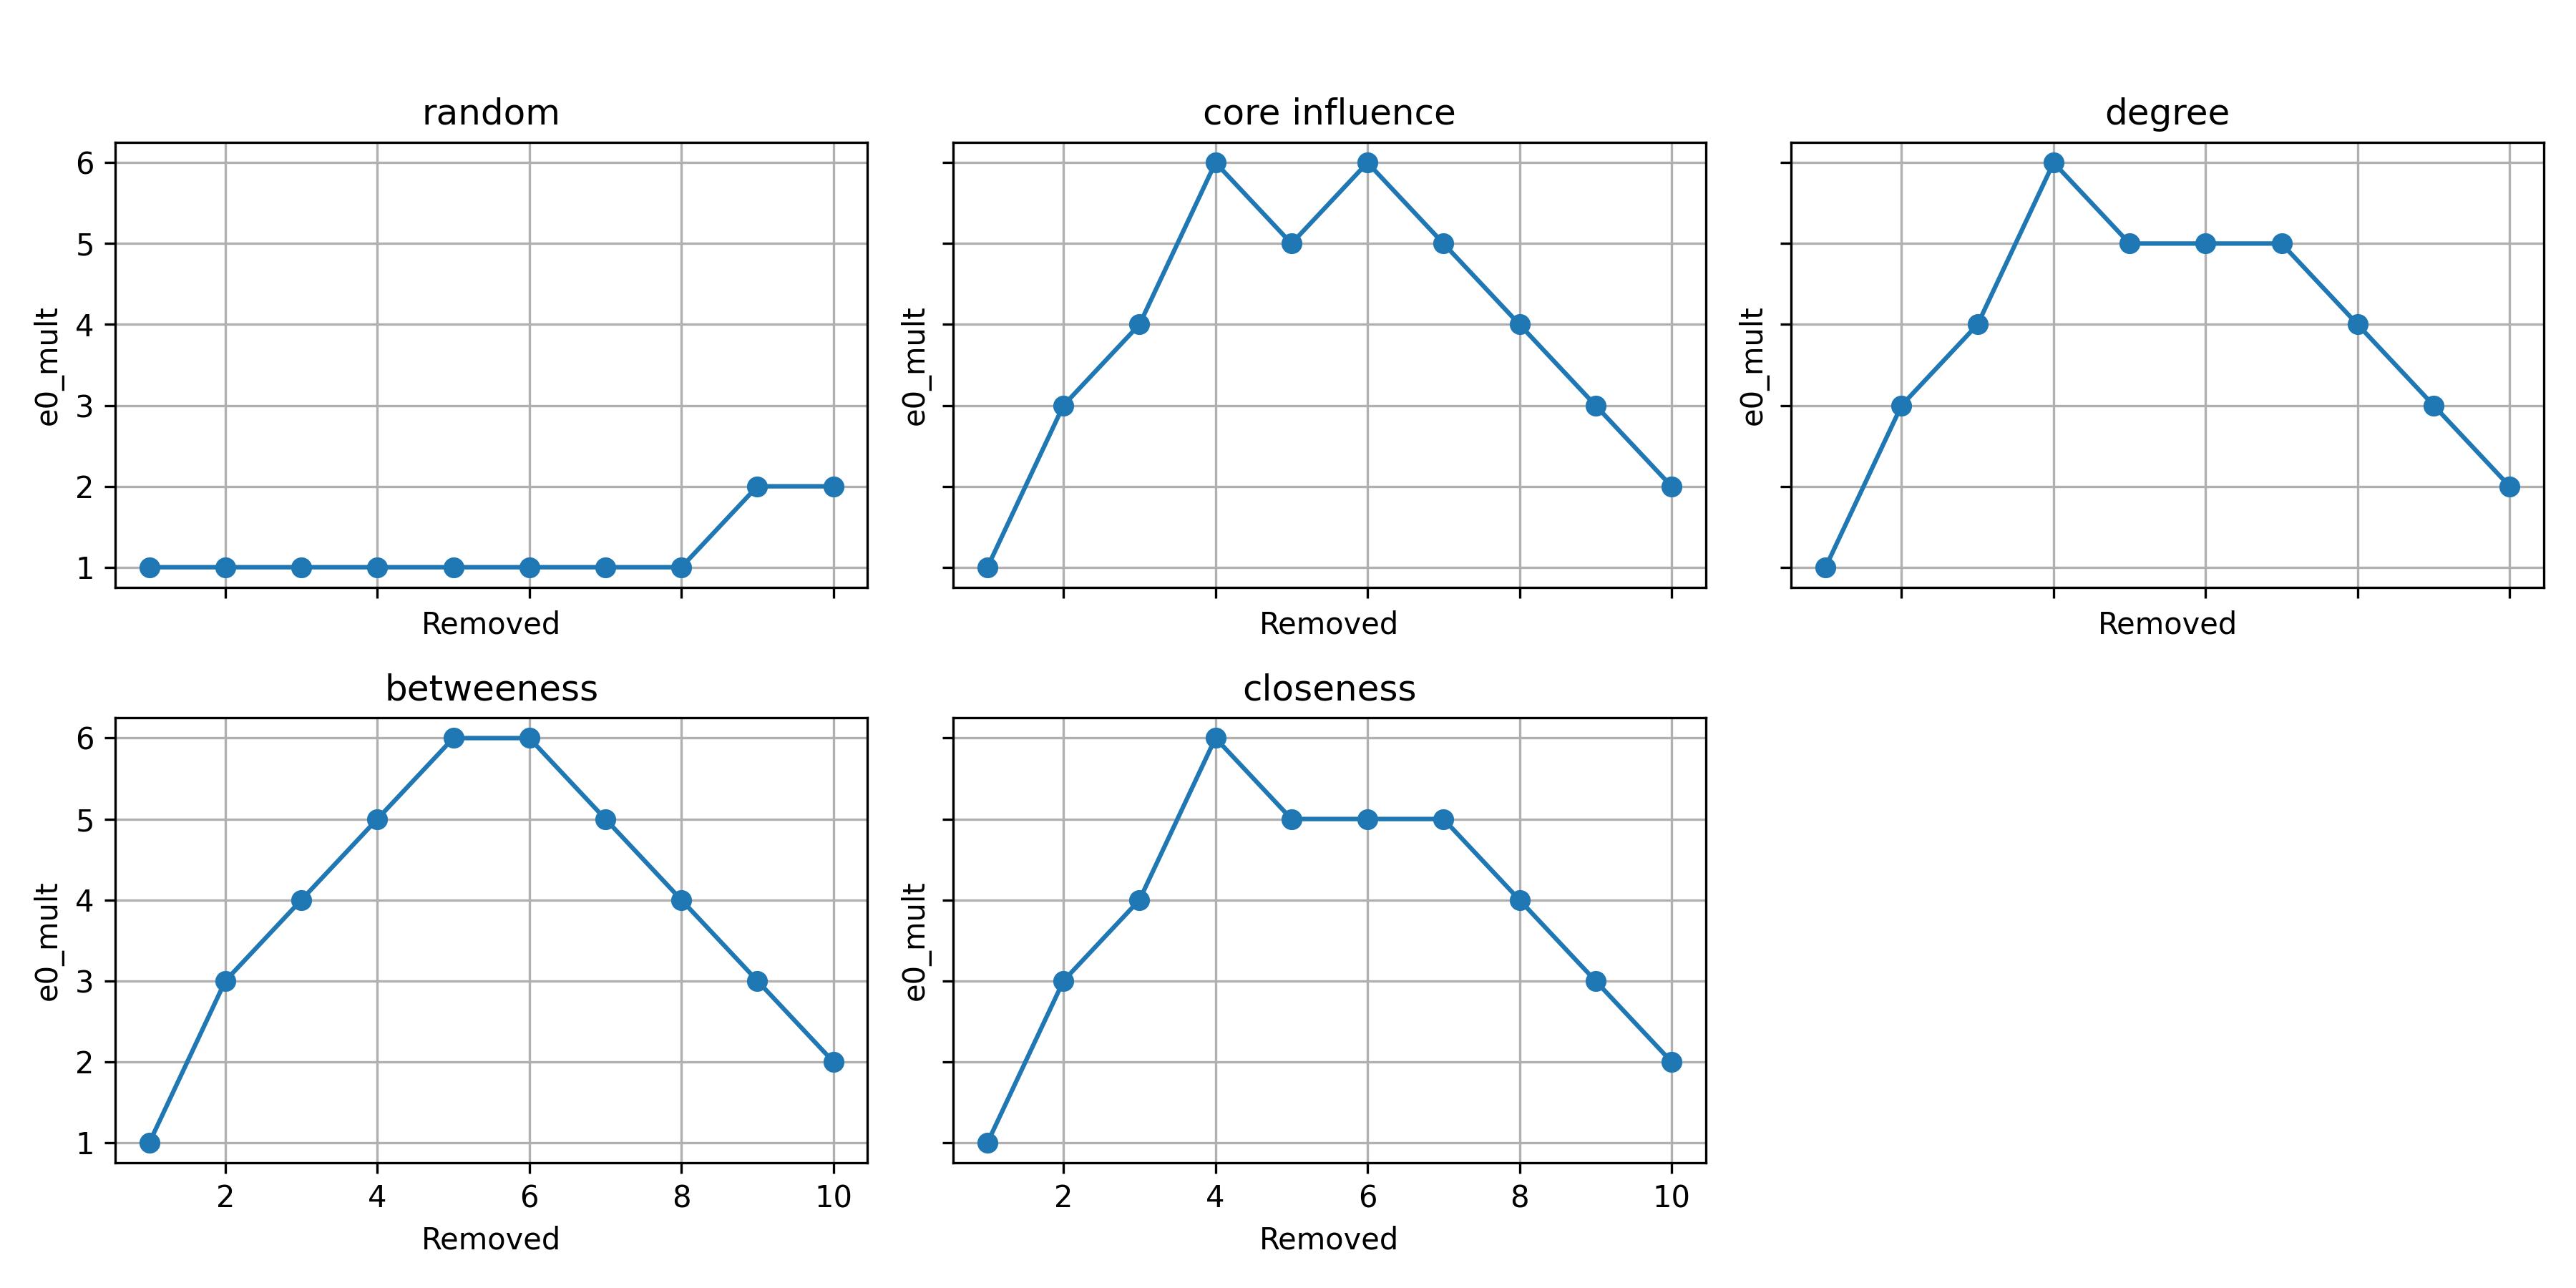 random
6
5
4
3
2
1
e0_mult
Removed
core influence
e0_mult
Removed
degree
e0_mult
Removed
betweeness
6
5
4
3
2
1
e0_mult
2 4 6 8 10
Removed
closeness
e0_mult
2 4 6 8 10
Removed